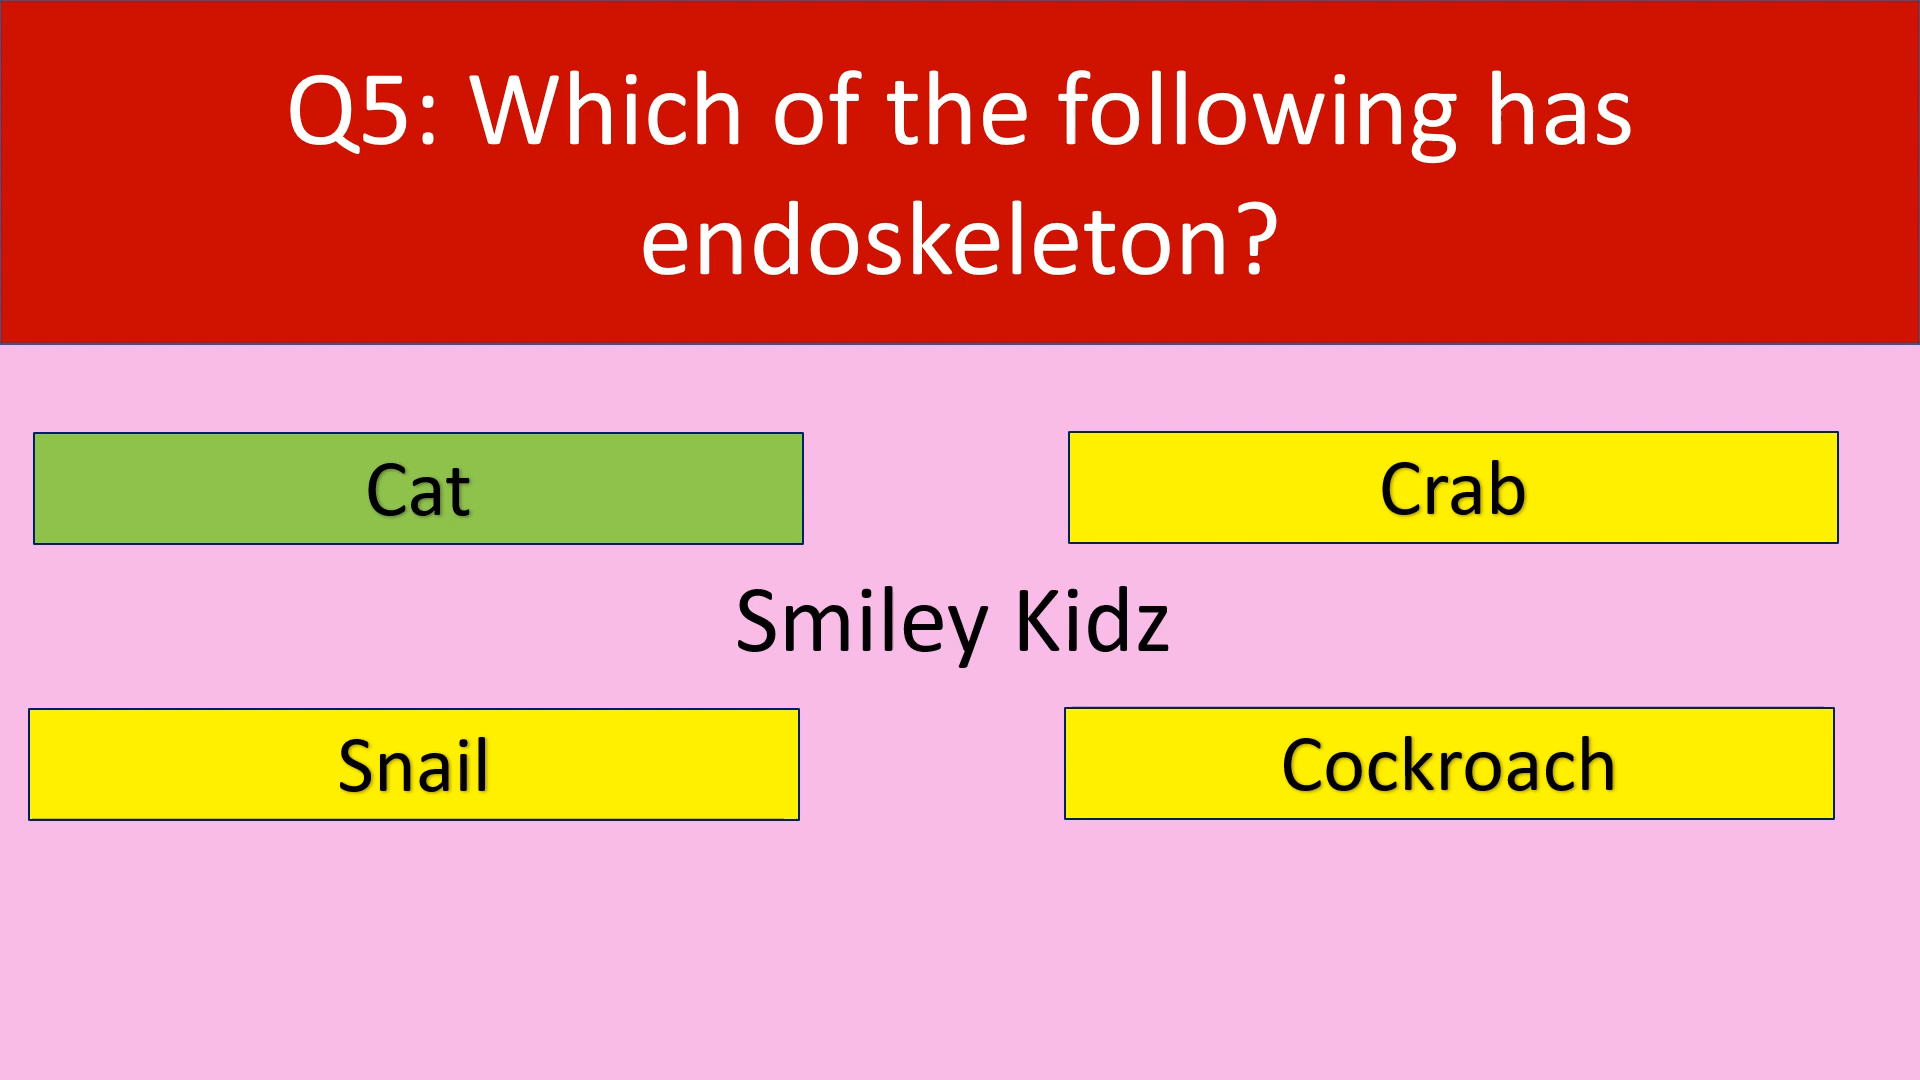 Q5: Which of the following has
endoskeleton?
Cat
Crab
Smiley Kidz
Snail
Cockroach